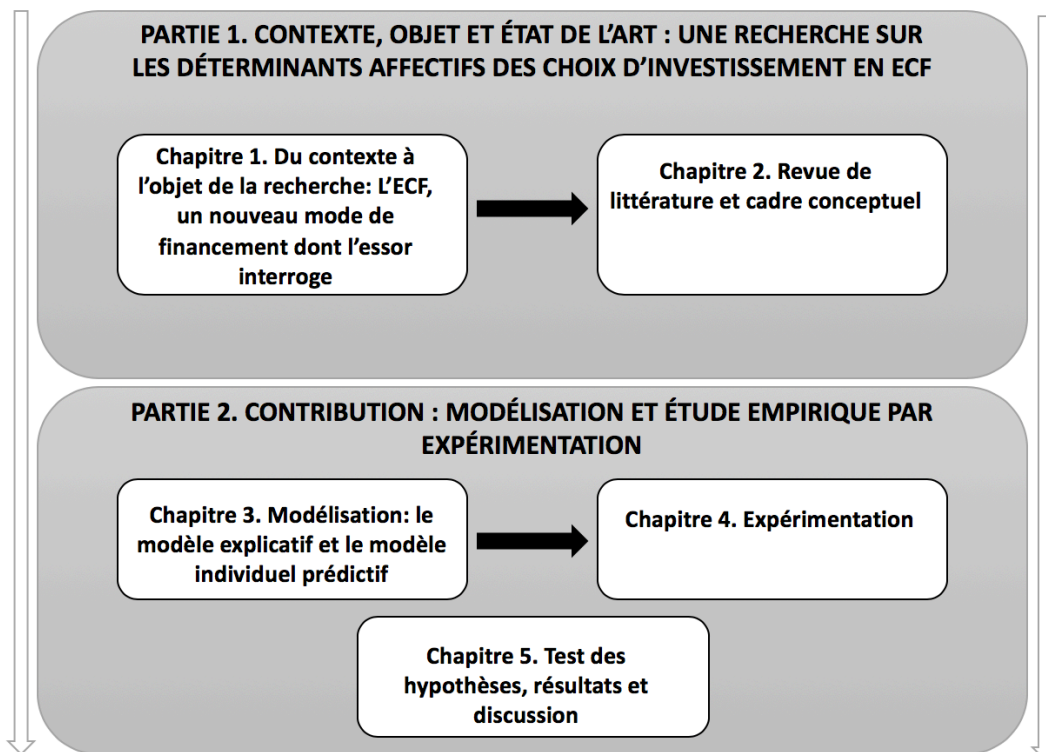 PARTIE 1. CONTEXTE, OBJET ET ÉTAT DE L’ART : UNE RECHERCHE SUR
LES DÉTERMINANTS AFFECTIFS DES CHOIX D’INVESTISSEMENT EN ECF
Chapitre 1. Du contexte à
l’objet de la recherche: L’ECF,
un nouveau mode de
financement dont l’essor
interroge
Chapitre 2. Revue de
littérature et cadre conceptuel
PARTIE 2. CONTRIBUTION : MODÉLISATION ET ÉTUDE EMPIRIQUE PAR
EXPÉRIMENTATION
Chapitre 3. Modélisation: le
modèle explicatif et le modèle
individuel prédictif
Chapitre 4. Expérimentation
Chapitre 5. Test des
hypothèses, résultats et
discussion